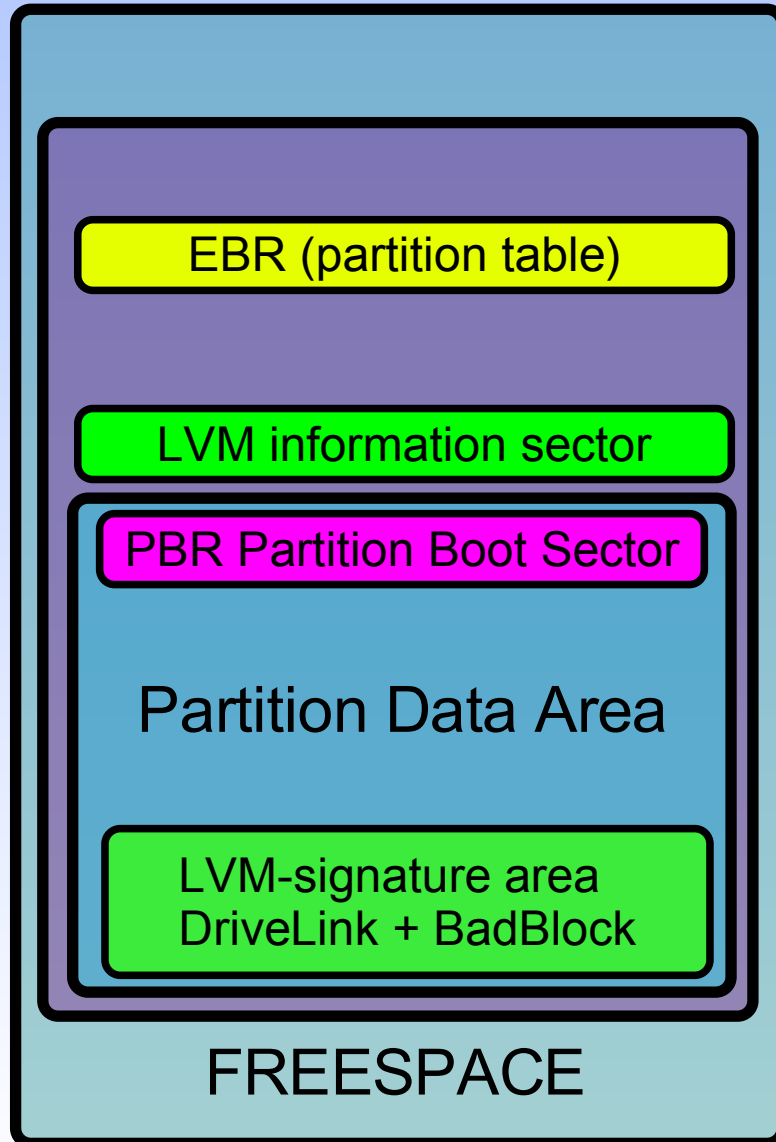 EBR (partition table)
LVM information sector
PBR Partition Boot Sector
Partition Data Area
LVM-signature area
DriveLink + BadBlock
FREESPACE